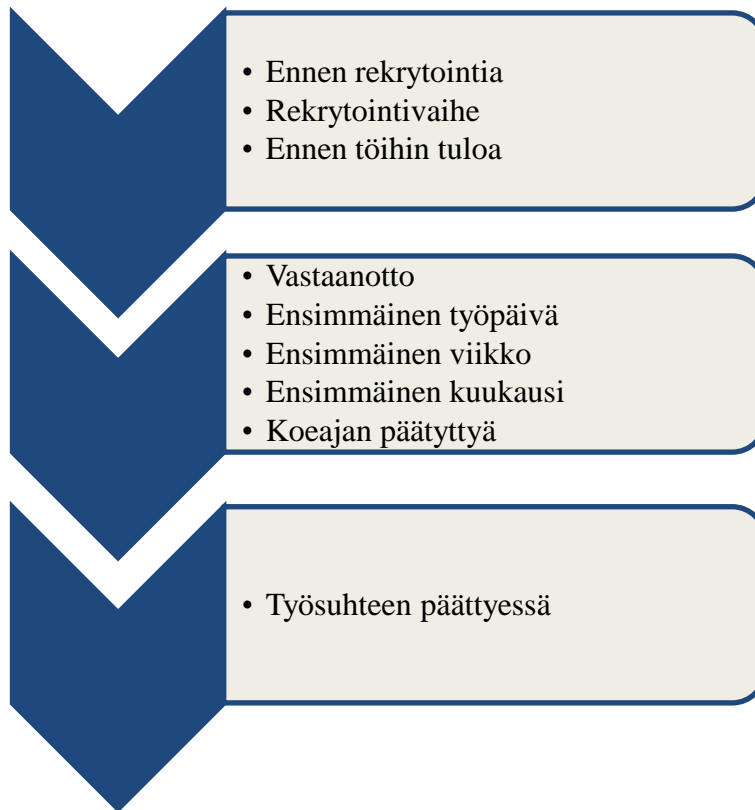 • Ennen rekrytointia
• Rekrytointivaihe
• Ennen töihin tuloa
• Vastaanotto
• Ensimmäinen työpäivä
• Ensimmäinen viikko
• Ensimmäinen kuukausi
• Koeajan päätyttyä
• Työsuhteen päättyessä